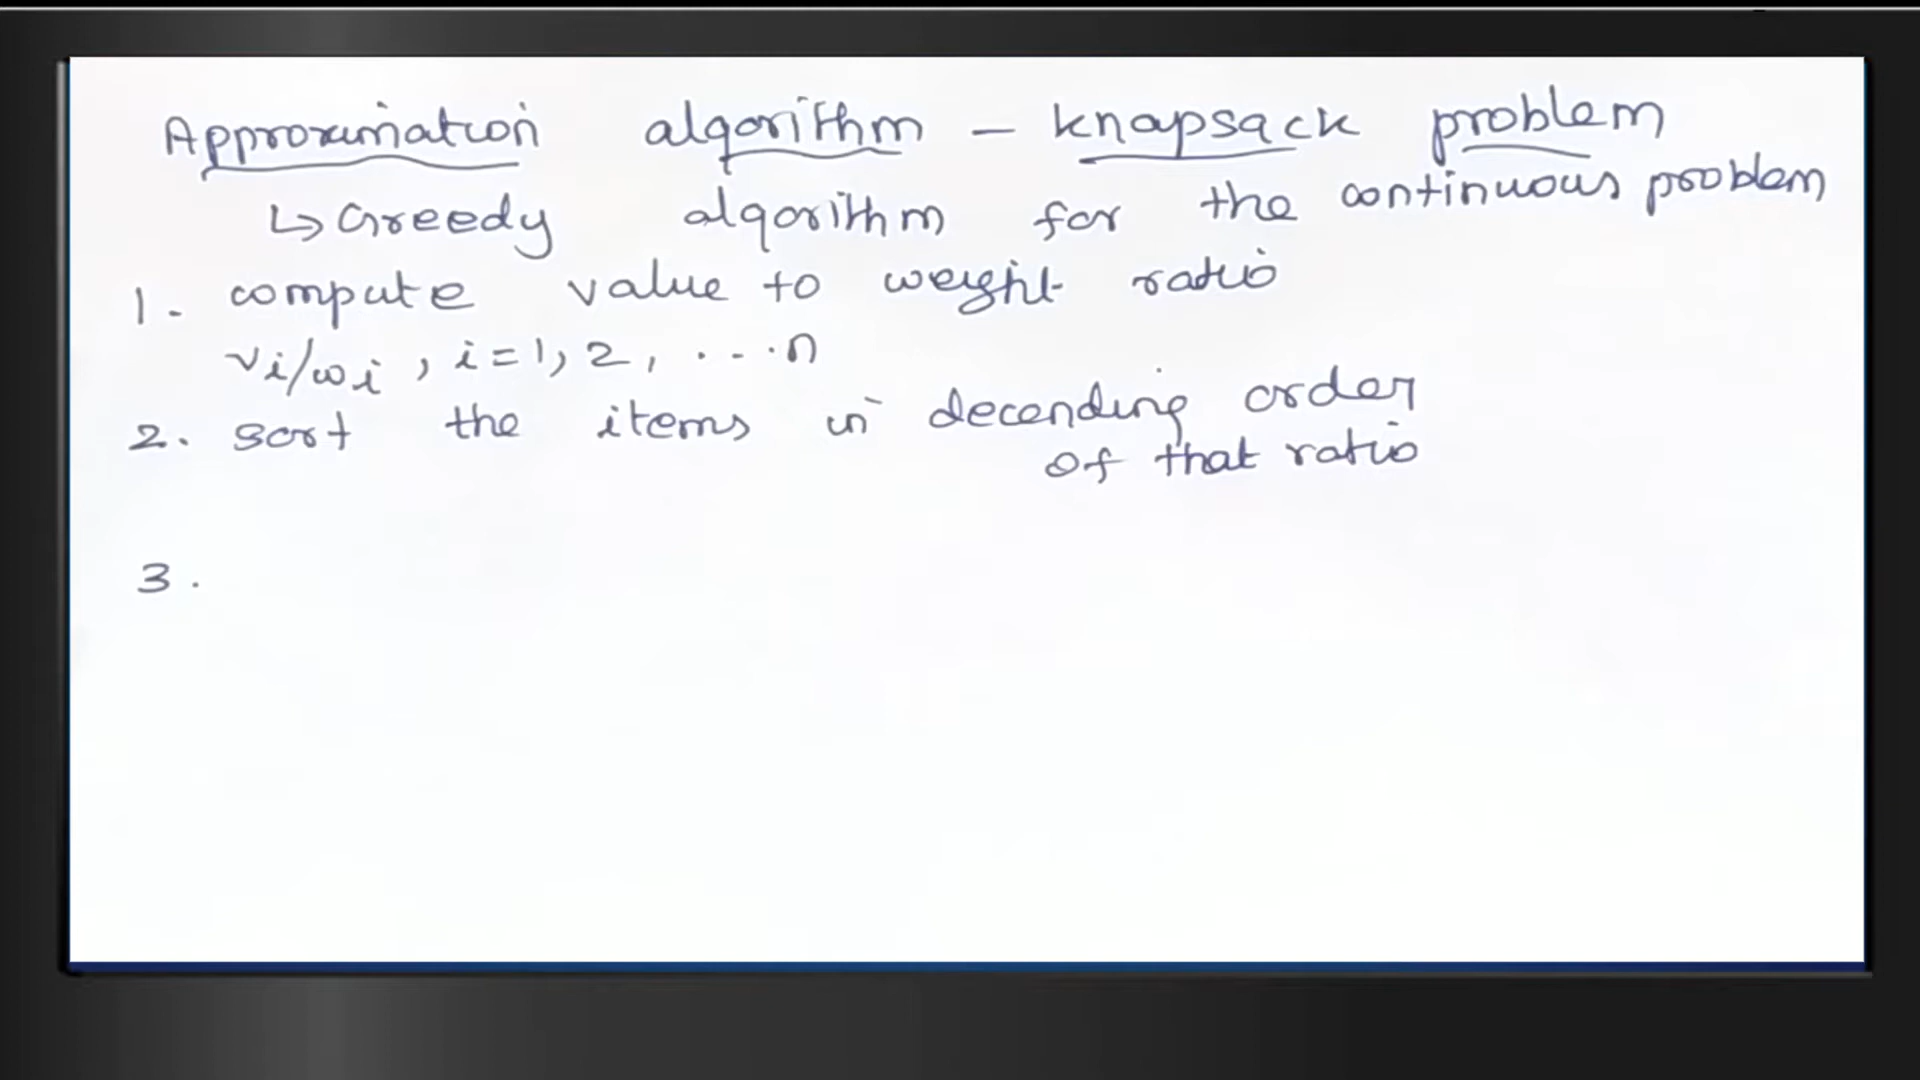 Approximation algorithm - knapsack problem
↳ Greedy algorithm for the continuous problem
1. compute value to weight ratio
vi/wi, i=1, 2, ...n
2. sort the items in decending order
of that ratio
3.